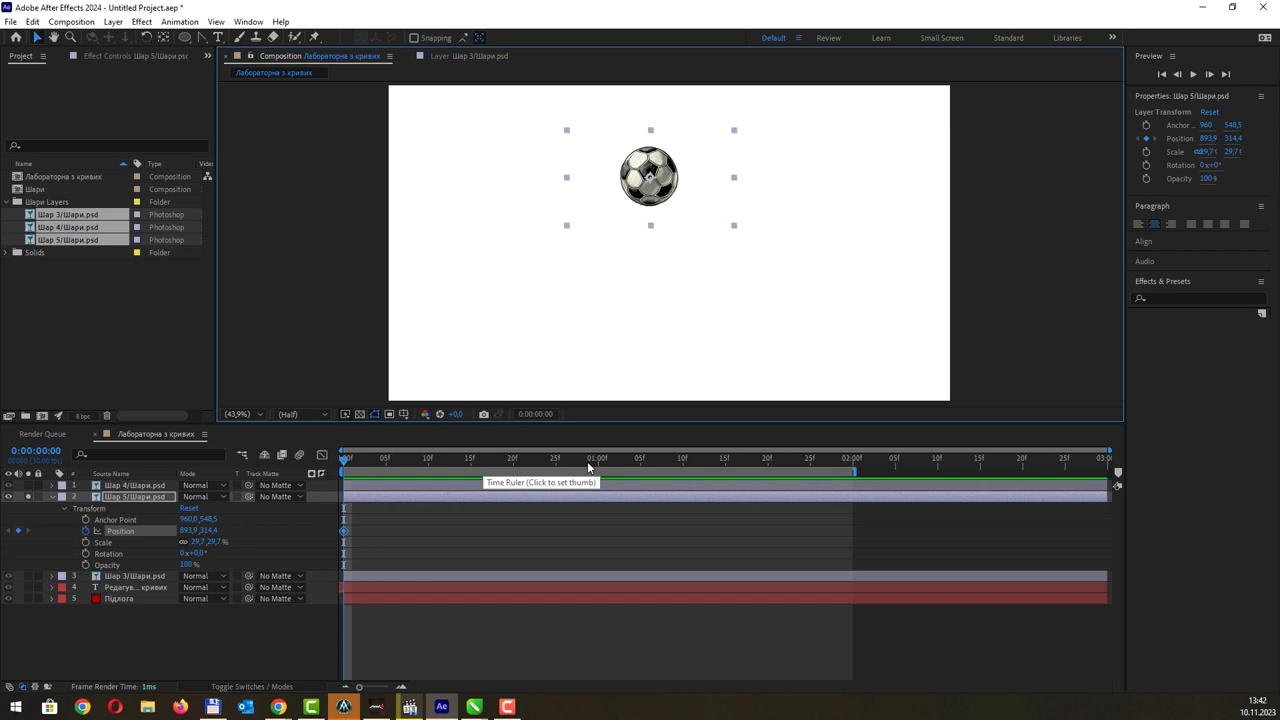 Adobe After Effects 2024 - Untitled Project.aep *
File Edit Composition Layer Effect Animation View Window Help
Snapping Default Review Learn Small Screen Standard Libraries
Project Effect Controls Шар 5/Шари.psc
Composition Лабораторна з кривих Layer Шар 3/Шари.psd
Лабораторна з кривих
Preview
Properties: Шар 5/Шари.psd
Layer Transform Reset
Anchor ... 960 548,5
Position 893,9 314,4
Scale 29,7 29,7
Rotation 0 x+0°
Opacity 100 %
Paragraph
Align
Audio
Effects & Presets
Name Type Video
Лабораторна з кривих Composition
Шари Composition
Шари Layers Folder
Шар 3/Шари.psd Photoshop
Шар 4/Шари.psd Photoshop
Шар 5/Шари.psd Photoshop
Solids Folder
8 bpc
(43,9%) (Half) +0,0 0:00:00:00
Render Queue Лабораторна з кривих
0:00:00:00
00000 (30.00 fps)
:00f 05f 10f 15f 20f 25f 01:00f 05f 10f 15f 20f 25f 02:00f 05f 10f 15f 20f 25f 03:0
# Source Name Mode T Track Matte
1 Шар 4/Шари.psd Normal No Matte
Time Ruler (Click to set thumb)
2 Шар 5/Шари.psd Normal No Matte
Transform Reset
Anchor Point 960,0,548,5
Position 893,9,314,4
Scale 29,7,29,7 %
Rotation 0 x+0,0°
Opacity 100 %
3 Шар 3/Шари.psd Normal No Matte
4 T Редагув... кривих Normal No Matte
5 Підлога Normal No Matte
Frame Render Time: 1ms Toggle Switches / Modes
13:42
10.11.2023